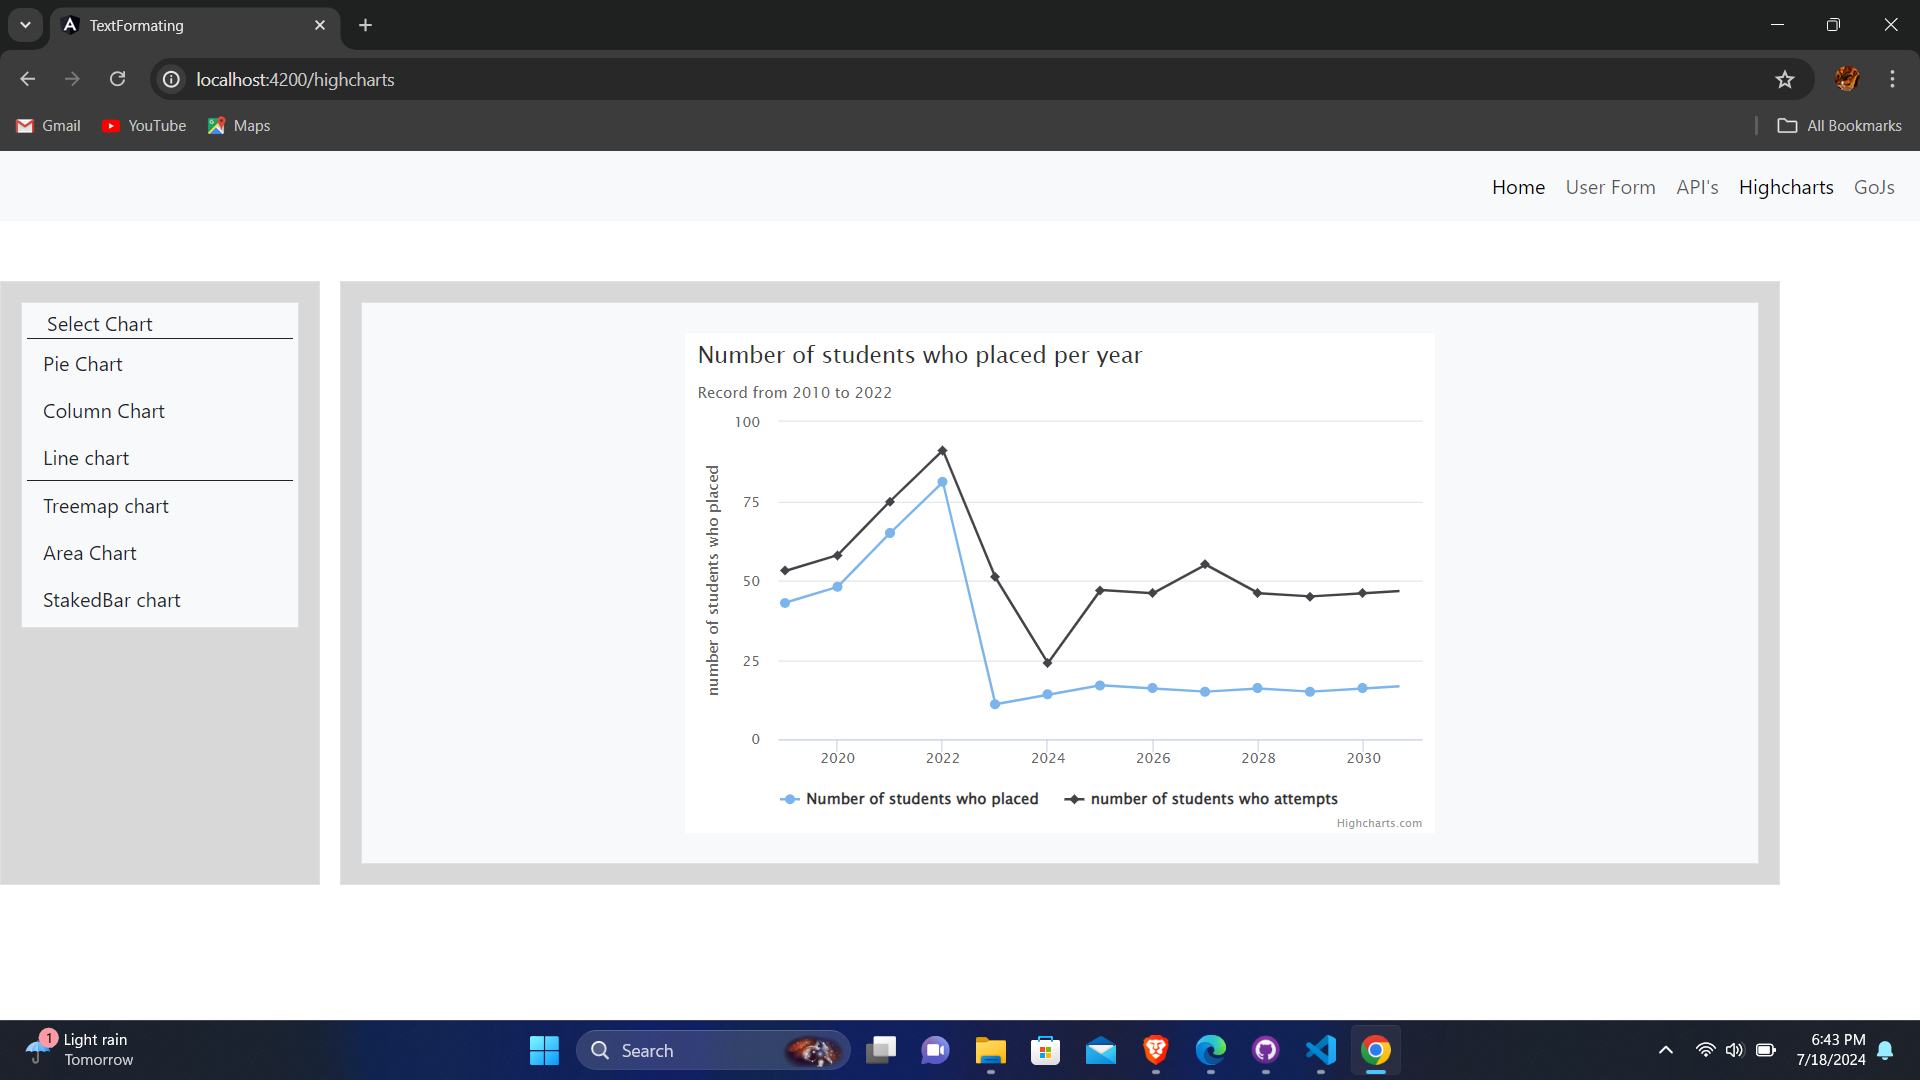 TextFormating
localhost:4200/highcharts
Gmail YouTube Maps All Bookmarks
Home User Form API's Highcharts GoJs
Select Chart
Pie Chart
Column Chart
Line chart
Treemap chart
Area Chart
StakedBar chart
Number of students who placed per year
Record from 2010 to 2022
number of students who placed
100
75
50
25
0
2020 2022 2024 2026 2028 2030
Number of students who placed number of students who attempts
Highcharts.com
1
Light rain
Tomorrow
Search
6:43 PM
7/18/2024